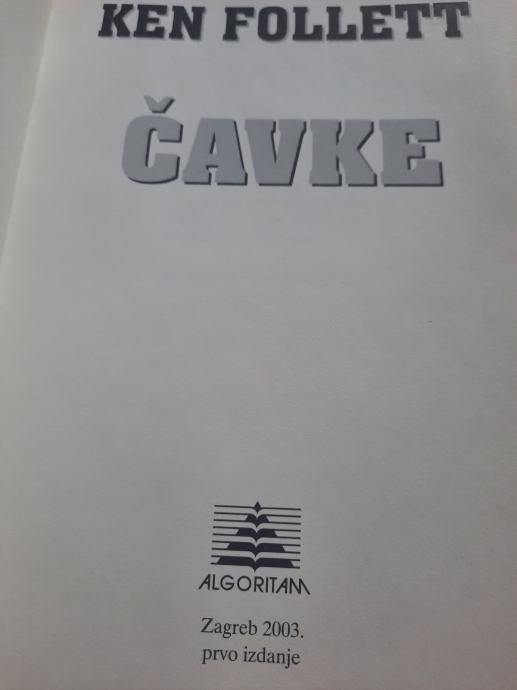 KEN FOLLETT
ČAVKE
ALGORITAM
Zagreb 2003.
prvo izdanje